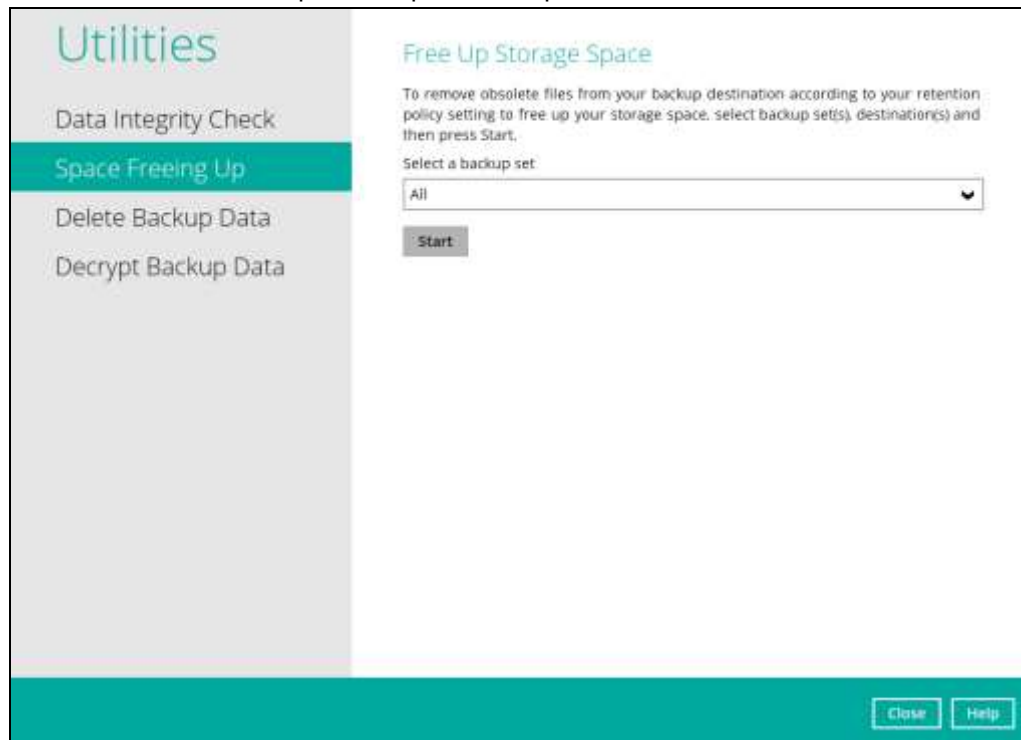 Utilities
Data Integrity Check
Space Freeing Up
Delete Backup Data
Decrypt Backup Data
Free Up Storage Space
To remove obsolete files from your backup destination according to your retention
policy setting to free up your storage space, select backup set(s), destination(s) and
then press Start.
Select a backup set
All
Start
Close
Help